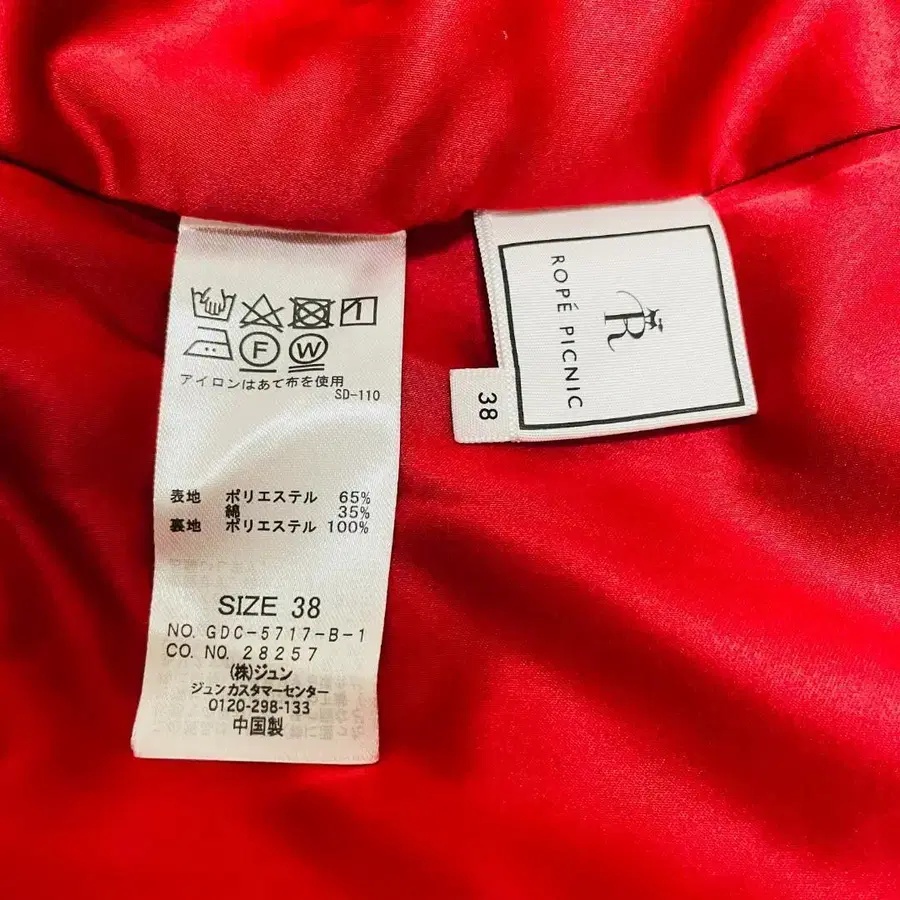 F W
アイロンはあて布を使用
SD-110
表地 ポリエステル 65%
綿 35%
裏地 ポリエステル 100%
SIZE 38
NO. GDC-5717-B-1
CO. NO. 28257
(株)ジュン
ジュンカスタマーセンター
0120-298-133
中国製
R
ROPÉ PICNIC
38